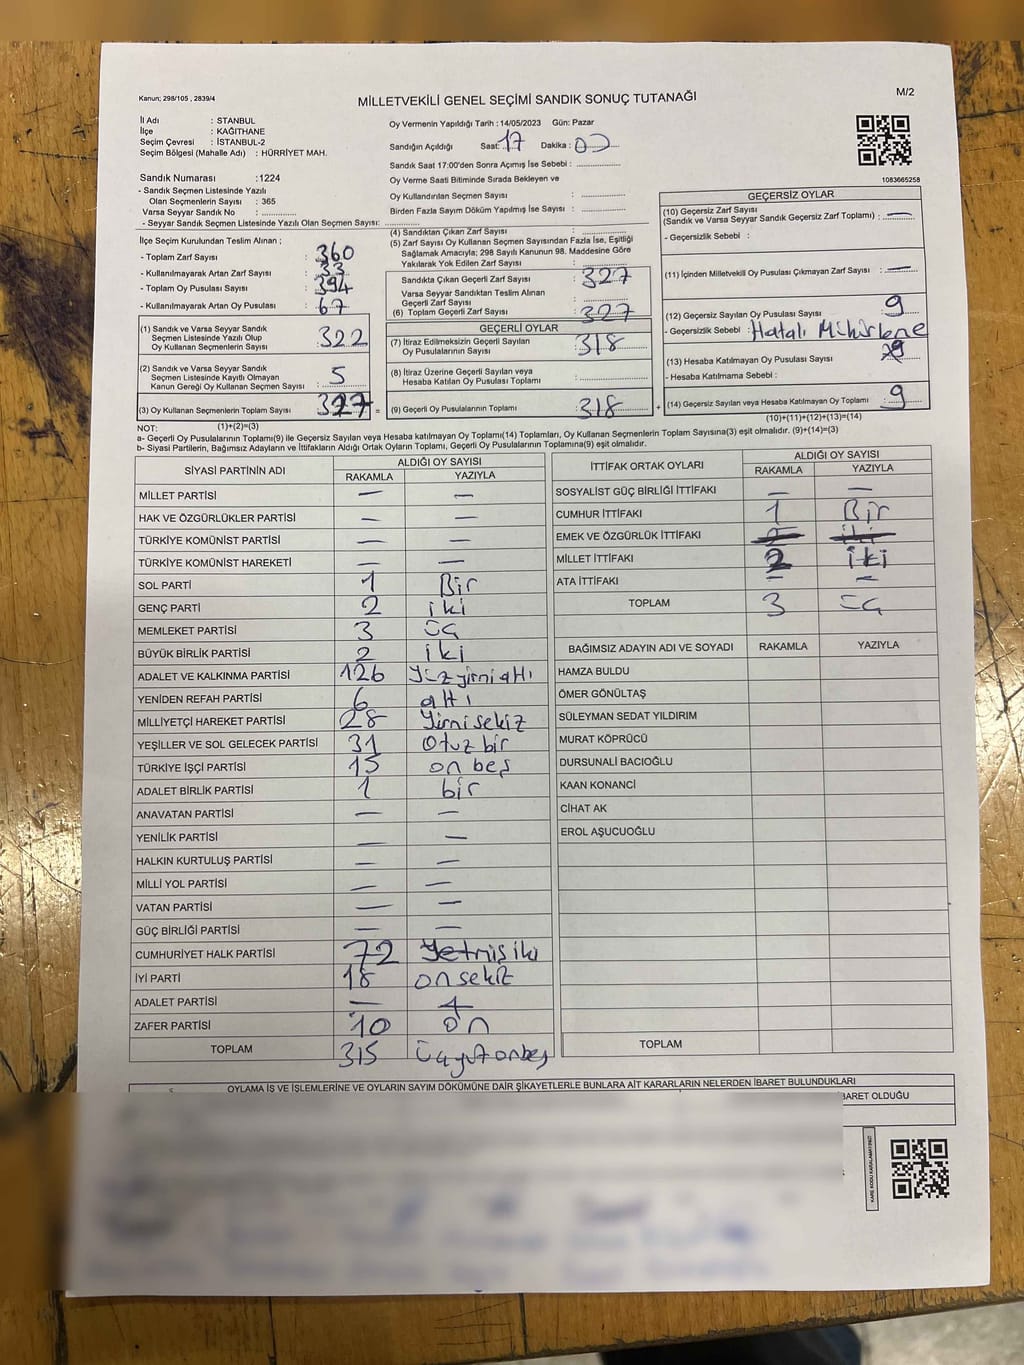 Kanun; 298/105 , 2839/4
MİLLETVEKİLİ GENEL SEÇİMİ SANDIK SONUÇ TUTANAĞI
M/2
İl Adı : STANBUL
İlçe : KAĞITHANE
Seçim Çevresi : İSTANBUL-2
Seçim Bölgesi (Mahalle Adı) : HÜRRİYET MAH.
Sandık Numarası :1224
- Sandık Seçmen Listesinde Yazılı
Olan Seçmenlerin Sayısı : 365
Varsa Seyyar Sandık No : ..............
- Seyyar Sandık Seçmen Listesinde Yazılı Olan Seçmen Sayısı: ..............
Oy Vermenin Yapıldığı Tarih :14/05/2023 Gün: Pazar
Sandığın Açıldığı Saat: 17 Dakika : 00
Sandık Saat 17:00'den Sonra Açımış İse Sebebi : ..............
Oy Verme Saati Bitiminde Sırada Bekleyen ve
Oy Kullandırılan Seçmen Sayısı : ..............
Birden Fazla Sayım Döküm Yapılmış İse Sayısı : ..............
1083665258
İlçe Seçim Kurulundan Teslim Alınan ;
- Toplam Zarf Sayısı : 360
- Kullanılmayarak Artan Zarf Sayısı : 33
- Toplam Oy Pusulası Sayısı : 394
- Kullanılmayarak Artan Oy Pusulası : 67
(1) Sandık ve Varsa Seyyar Sandık
Seçmen Listesinde Yazılı Olup
Oy Kullanan Seçmenlerin Sayısı : 322
(2) Sandık ve Varsa Seyyar Sandık
Seçmen Listesinde Kayıtlı Olmayan
Kanun Gereği Oy Kullanan Seçmen Sayısı : 5
(3) Oy Kullanan Seçmenlerin Toplam Sayısı : 327 =
(1)+(2)=(3)
(4) Sandıktan Çıkan Zarf Sayısı : ..............
(5) Zarf Sayısı Oy Kullanan Seçmen Sayısından Fazla İse, Eşitliği
Sağlamak Amacıyla; 298 Sayılı Kanunun 98. Maddesine Göre
Yakılarak Yok Edilen Zarf Sayısı : ..............
Sandıkta Çıkan Geçerli Zarf Sayısı : 327
Varsa Seyyar Sandıktan Teslim Alınan
Geçerli Zarf Sayısı : ..............
(6) Toplam Geçerli Zarf Sayısı : 327
GEÇERLİ OYLAR
(7) İtiraz Edilmeksizin Geçerli Sayılan
Oy Pusulalarının Sayısı : 318
(8) İtiraz Üzerine Geçerli Sayılan veya
Hesaba Katılan Oy Pusulası Toplamı : ..............
(9) Geçerli Oy Pusulalarının Toplamı : 318 +
GEÇERSİZ OYLAR
(10) Geçersiz Zarf Sayısı
(Sandık ve Varsa Seyyar Sandık Geçersiz Zarf Toplamı) : —
- Geçersizlik Sebebi :
(11) İçinden Milletvekili Oy Pusulası Çıkmayan Zarf Sayısı : —
(12) Geçersiz Sayılan Oy Pusulası Sayısı : 9
- Geçersizlik Sebebi : Hatalı Mühürleme
(13) Hesaba Katılmayan Oy Pusulası Sayısı :
- Hesaba Katılmama Sebebi :
(14) Geçersiz Sayılan veya Hesaba Katılmayan Oy Toplamı : 9
(10)+(11)+(12)+(13)=(14)
NOT:
a- Geçerli Oy Pusulalarının Toplamı(9) ile Geçersiz Sayılan veya Hesaba katılmayan Oy Toplamı(14) Toplamları, Oy Kullanan Seçmenlerin Toplam Sayısına(3) eşit olmalıdır. (9)+(14)=(3)
b- Siyasi Partilerin, Bağımsız Adayların ve İttifakların Aldığı Ortak Oyların Toplamı, Geçerli Oy Pusulalarının Toplamına(9) eşit olmalıdır.
SİYASİ PARTİNİN ADI ALDIĞI OY SAYISI
RAKAMLA YAZIYLA
MİLLET PARTİSİ — —
HAK VE ÖZGÜRLÜKLER PARTİSİ — —
TÜRKİYE KOMÜNİST PARTİSİ — —
TÜRKİYE KOMÜNİST HAREKETİ — —
SOL PARTİ 1 Bir
GENÇ PARTİ 2 iki
MEMLEKET PARTİSİ 3 üç
BÜYÜK BİRLİK PARTİSİ 2 iki
ADALET VE KALKINMA PARTİSİ 126 yüzyirmialtı
YENİDEN REFAH PARTİSİ 6 altı
MİLLİYETÇİ HAREKET PARTİSİ 28 Yirmisekiz
YEŞİLLER VE SOL GELECEK PARTİSİ 31 Otuz bir
TÜRKİYE İŞÇİ PARTİSİ 15 on beş
ADALET BİRLİK PARTİSİ 1 bir
ANAVATAN PARTİSİ — —
YENİLİK PARTİSİ — —
HALKIN KURTULUŞ PARTİSİ — —
MİLLİ YOL PARTİSİ — —
VATAN PARTİSİ — —
GÜÇ BİRLİĞİ PARTİSİ — —
CUMHURİYET HALK PARTİSİ 72 Yetmiş iki
İYİ PARTİ 18 on sekiz
ADALET PARTİSİ —
ZAFER PARTİSİ 10 on
TOPLAM 315 üçyüzonbeş
İTTİFAK ORTAK OYLARI ALDIĞI OY SAYISI
RAKAMLA YAZIYLA
SOSYALİST GÜÇ BİRLİĞİ İTTİFAKI — —
CUMHUR İTTİFAKI 1 Bir
EMEK VE ÖZGÜRLÜK İTTİFAKI 2 iki
MİLLET İTTİFAKI 2 iki
ATA İTTİFAKI — —
TOPLAM 3 üç
BAĞIMSIZ ADAYIN ADI VE SOYADI RAKAMLA YAZIYLA
HAMZA BULDU
ÖMER GÖNÜLTAŞ
SÜLEYMAN SEDAT YILDIRIM
MURAT KÖPRÜCÜ
DURSUNALİ BACIOĞLU
KAAN KONANCİ
CİHAT AK
EROL AŞUCUOĞLU
TOPLAM
OYLAMA İŞ VE İŞLEMLERİNE VE OYLARIN SAYIM DÖKÜMÜNE DAİR ŞİKAYETLERLE BUNLARA AİT KARARLARIN NELERDEN İBARET BULUNDUKLARI
BARET OLDUĞU
KARE KODU KARALAMAYINIZ